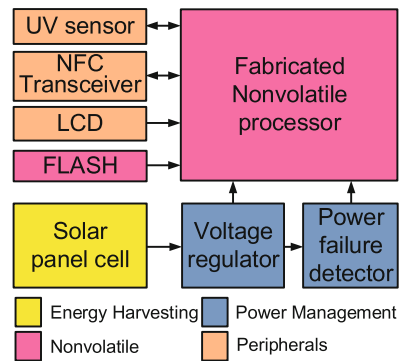 UV sensor
NFC
Transceiver
LCD
FLASH
Fabricated
Nonvolatile
processor
Solar
panel cell
Voltage
regulator
Power
failure
detector
Energy Harvesting
Power Management
Nonvolatile
Peripherals